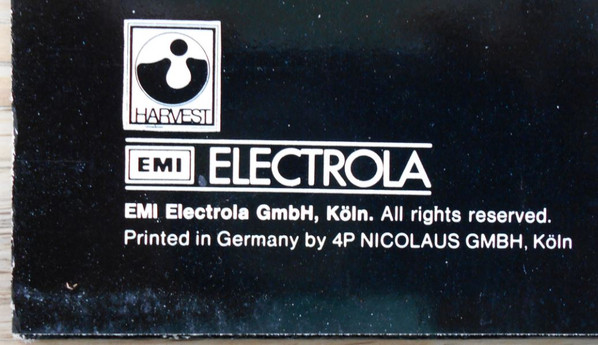 HARVEST
EMI ELECTROLA
EMI Electrola GmbH, Köln. All rights reserved.
Printed in Germany by 4P NICOLAUS GMBH, Köln